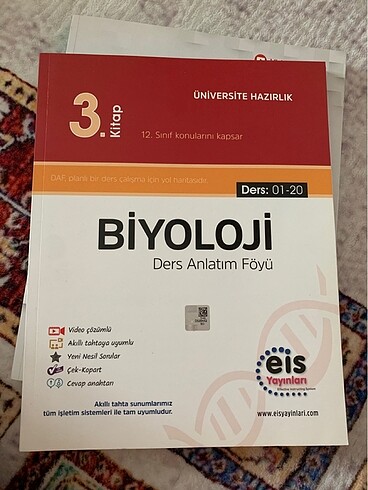 ÜNİVERSİTE HAZIRLIK
3.
Kitap
12. Sınıf konularını kapsar
DAF, planlı bir ders çalışma için yol haritasıdır.
Ders: 01-20
BİYOLOJİ
Ders Anlatım Föyü
Video çözümlü
Akıllı tahtaya uyumlu
Yeni Nesil Sorular
Çek-Kopart
Cevap anahtarı
eis
Yayınları
Akıllı tahta sunumlarımız
tüm işletim sistemleri ile tam uyumludur.
www.eisyayinlari.com